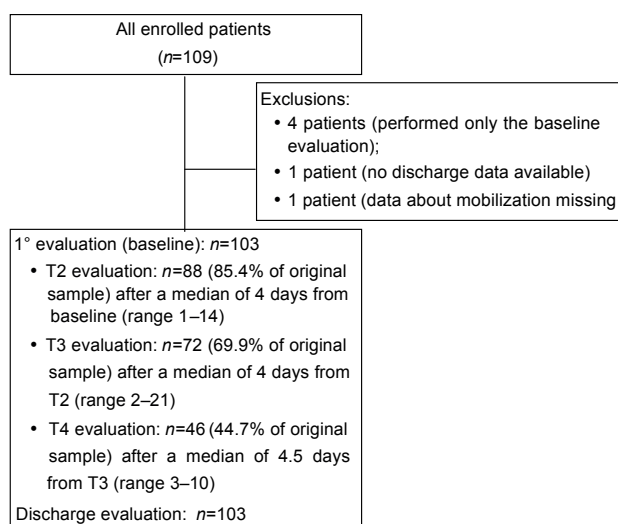 All enrolled patients
(n=109)
Exclusions:
• 4 patients (performed only the baseline
evaluation);
• 1 patient (no discharge data available)
• 1 patient (data about mobilization missing
1° evaluation (baseline): n=103
• T2 evaluation: n=88 (85.4% of original
sample) after a median of 4 days from
baseline (range 1–14)
• T3 evaluation: n=72 (69.9% of original
sample) after a median of 4 days from
T2 (range 2–21)
• T4 evaluation: n=46 (44.7% of original
sample) after a median of 4.5 days
from T3 (range 3–10)
Discharge evaluation: n=103